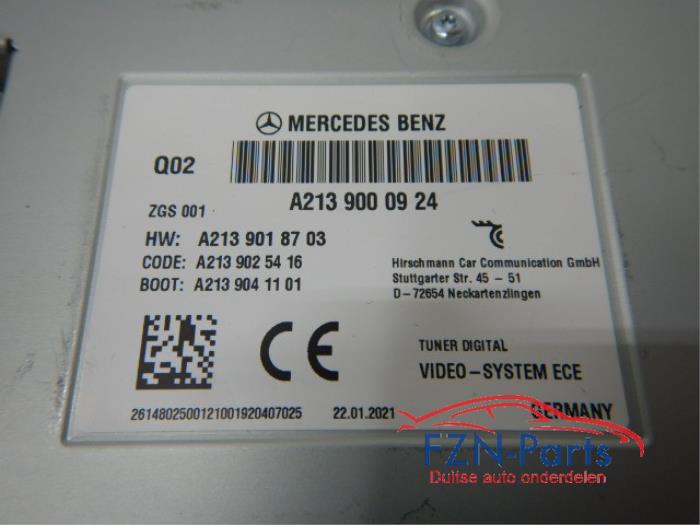 MERCEDES BENZ
Q02
A213 900 09 24
ZGS 001
HW: A213 901 87 03
CODE: A213 902 54 16
BOOT: A213 904 11 01
Hirschmann Car Communication GmbH
Stuttgarter Str. 45 - 51
D-72654 Neckartenzlingen
CE
TUNER DIGITAL
VIDEO-SYSTEM ECE
2614802500121001920407025 22.01.2021 GERMANY
FZN-Parts
Duitse auto onderdelen